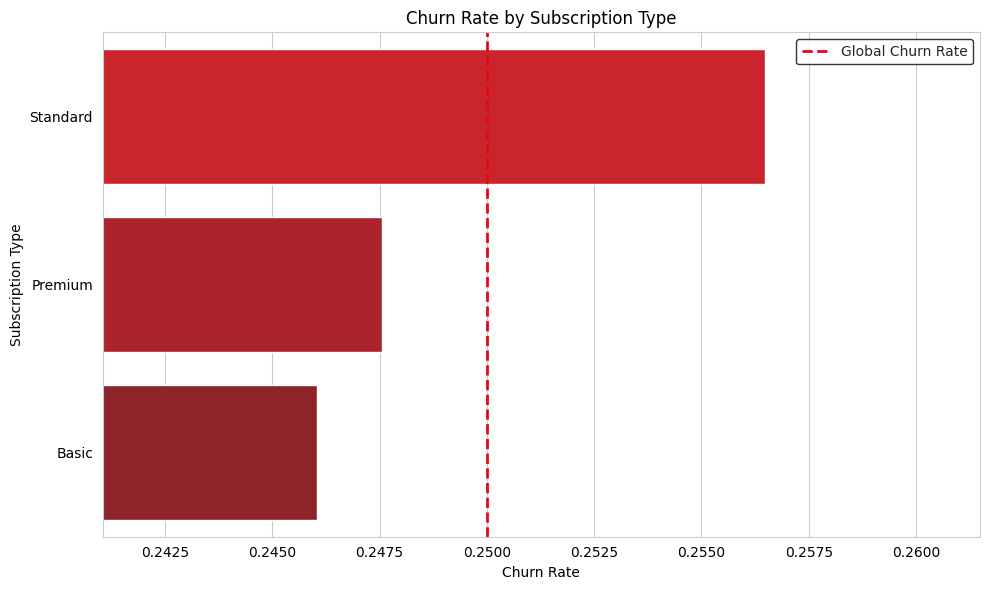 Churn Rate by Subscription Type
Global Churn Rate
Standard
Premium
Basic
Subscription Type
0.2425 0.2450 0.2475 0.2500 0.2525 0.2550 0.2575 0.2600
Churn Rate